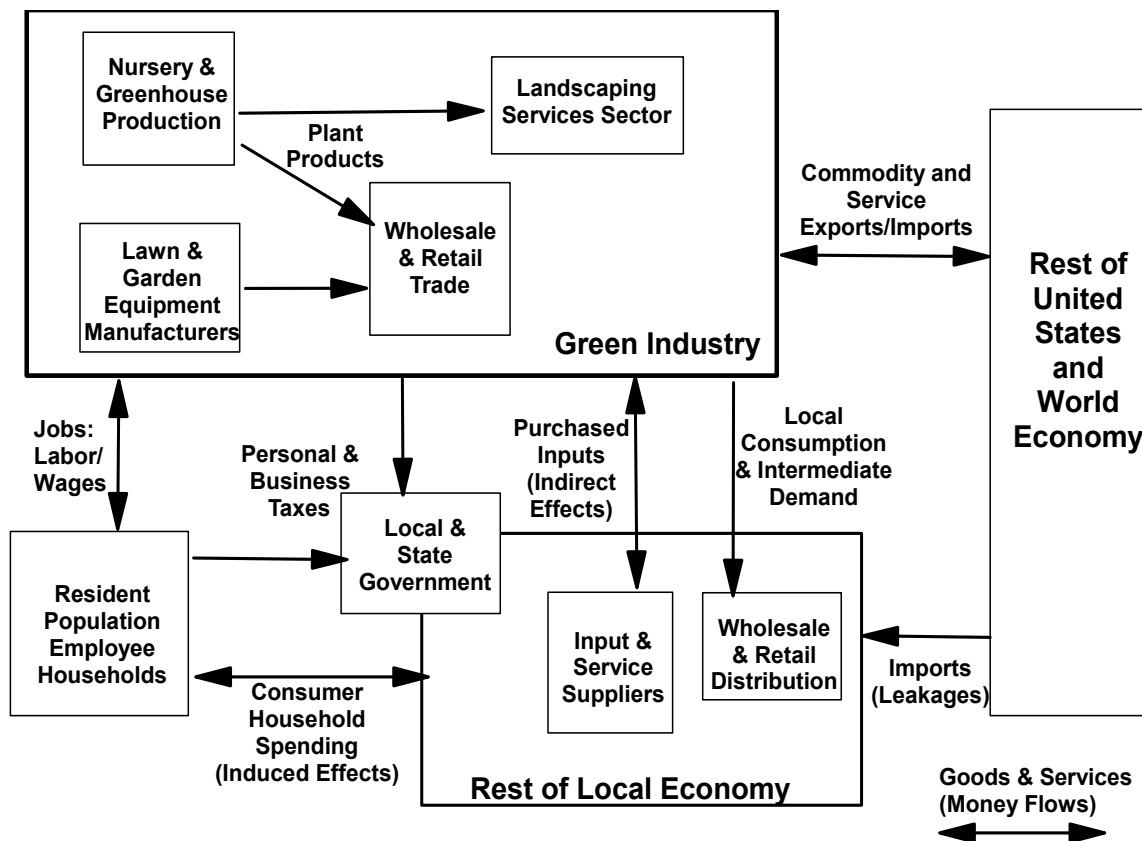 Nursery &
Greenhouse
Production
Landscaping
Services Sector
Plant
Products
Wholesale
& Retail
Trade
Lawn &
Garden
Equipment
Manufacturers
Green Industry
Commodity and
Service
Exports/Imports
Rest of
United
States
and
World
Economy
Jobs:
Labor/
Wages
Personal &
Business
Taxes
Purchased
Inputs
(Indirect
Effects)
Local
Consumption
& Intermediate
Demand
Local &
State
Government
Resident
Population
Employee
Households
Input &
Service
Suppliers
Wholesale
& Retail
Distribution
Imports
(Leakages)
Consumer
Household
Spending
(Induced Effects)
Rest of Local Economy
Goods & Services
(Money Flows)